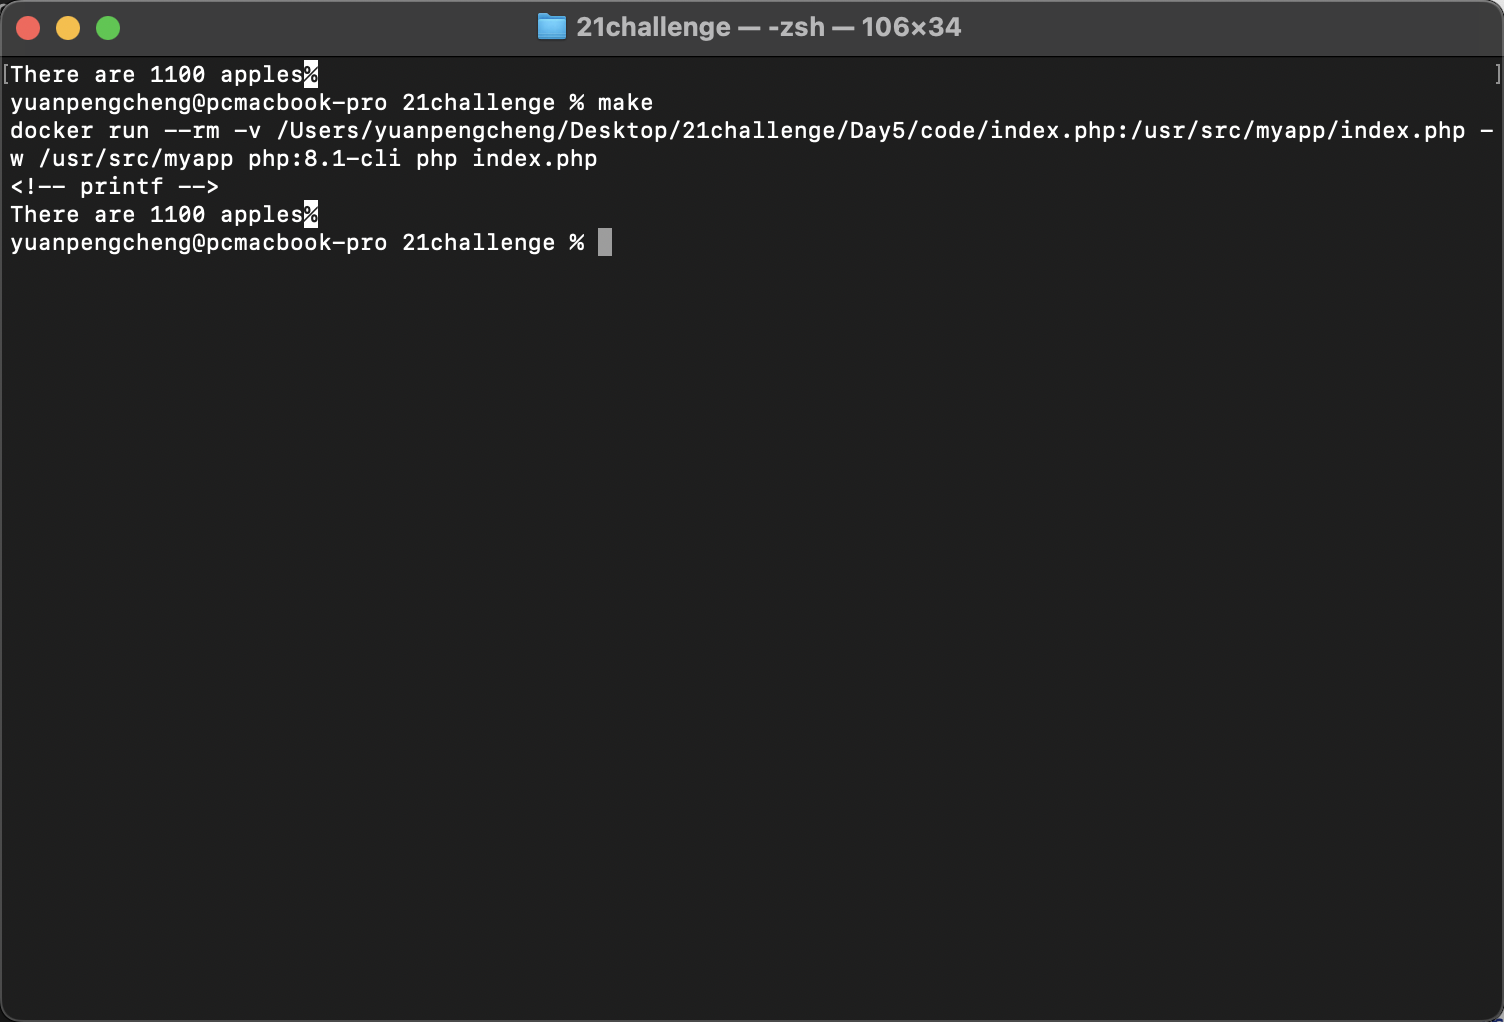 21challenge — -zsh — 106×34
[There are 1100 apples% ]
yuanpengcheng@pcmacbook-pro 21challenge % make
docker run --rm -v /Users/yuanpengcheng/Desktop/21challenge/Day5/code/index.php:/usr/src/myapp/index.php -
w /usr/src/myapp php:8.1-cli php index.php
<!-- printf -->
There are 1100 apples%
yuanpengcheng@pcmacbook-pro 21challenge %